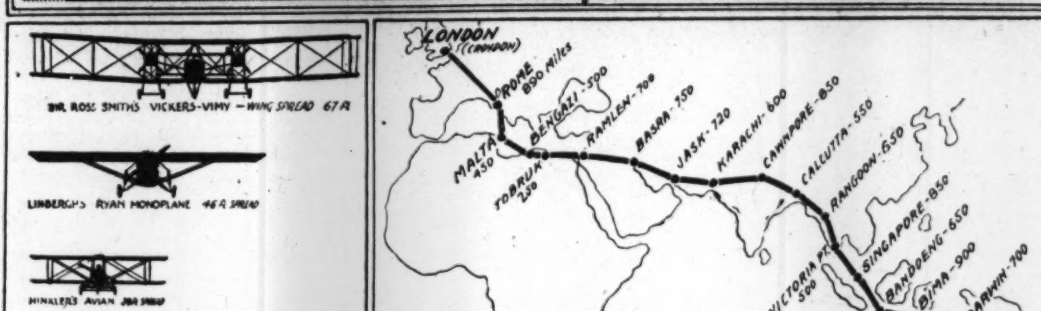 SIR ROSS SMITH'S VICKERS-VIMY — WING SPREAD 67 Ft
LINBERGH'S RYAN MONOPLANE 46 Ft SPREAD
HINKLER'S AVIAN SPREAD
LONDON
(CROYDON)
ROME
890 MILES
MALTA
450
BENGAZI-500
TOBRUK
250
RAMLEH-700
BASRA-750
JASK-720
KARACHI-600
CAWNPORE-850
CALCUTTA-550
RANGOON-650
VICTORIA PT.
500
SINGAPORE-850
BANDOENG-650
BIMA-900
DARWIN-700